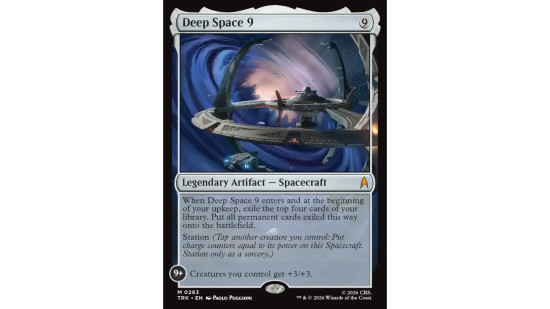 Deep Space 9 9
Legendary Artifact — Spacecraft
When Deep Space 9 enters and at the beginning
of your upkeep, exile the top four cards of your
library. Put all permanent cards exiled this way
onto the battlefield.
Station (Tap another creature you control: Put
charge counters equal to its power on this Spacecraft.
Station only as a sorcery.)
9+ Creatures you control get +3/+3.
M 0263
TRK • EN Paolo Poggioni
© 2026 CBS.
™ & © 2026 Wizards of the Coast